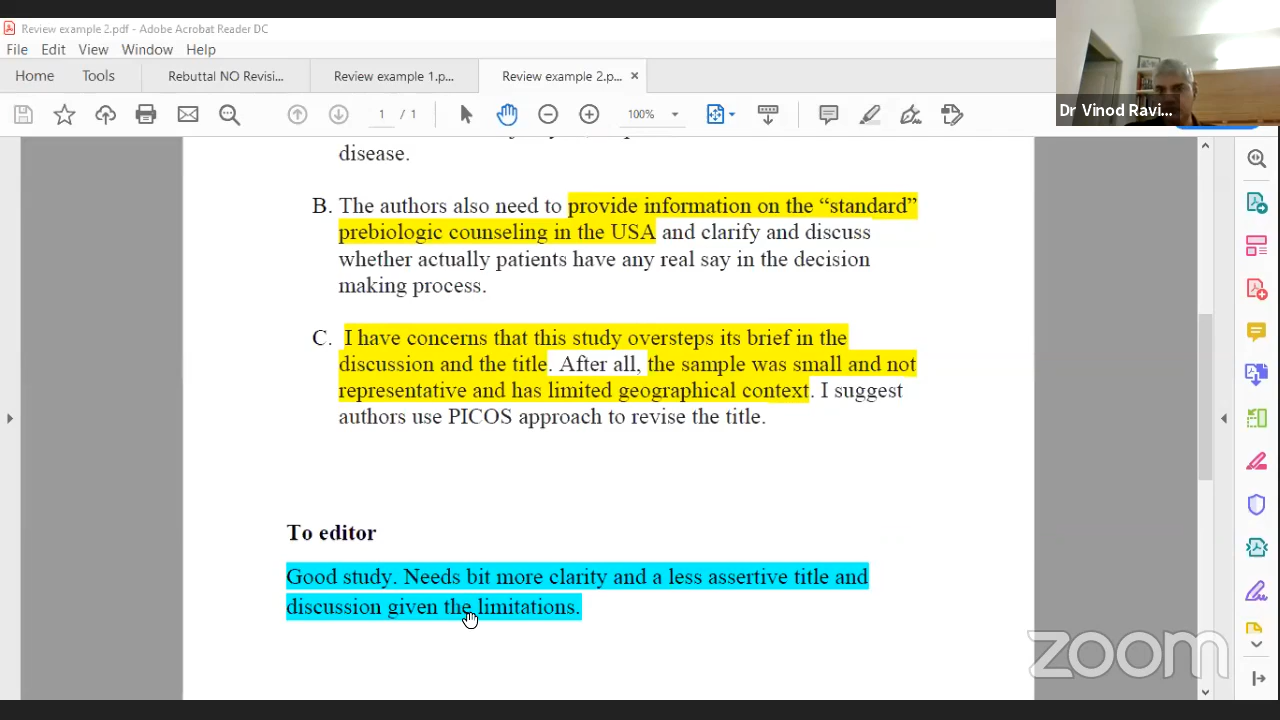 Review example 2.pdf - Adobe Acrobat Reader DC
File Edit View Window Help
Home Tools Rebuttal NO Revisi... Review example 1.p... Review example 2.p... ×
1 / 1 100%
Dr Vinod Ravi...
disease.
B. The authors also need to provide information on the “standard”
prebiologic counseling in the USA and clarify and discuss
whether actually patients have any real say in the decision
making process.
C. I have concerns that this study oversteps its brief in the
discussion and the title. After all, the sample was small and not
representative and has limited geographical context. I suggest
authors use PICOS approach to revise the title.
To editor
Good study. Needs bit more clarity and a less assertive title and
discussion given the limitations.
zoom